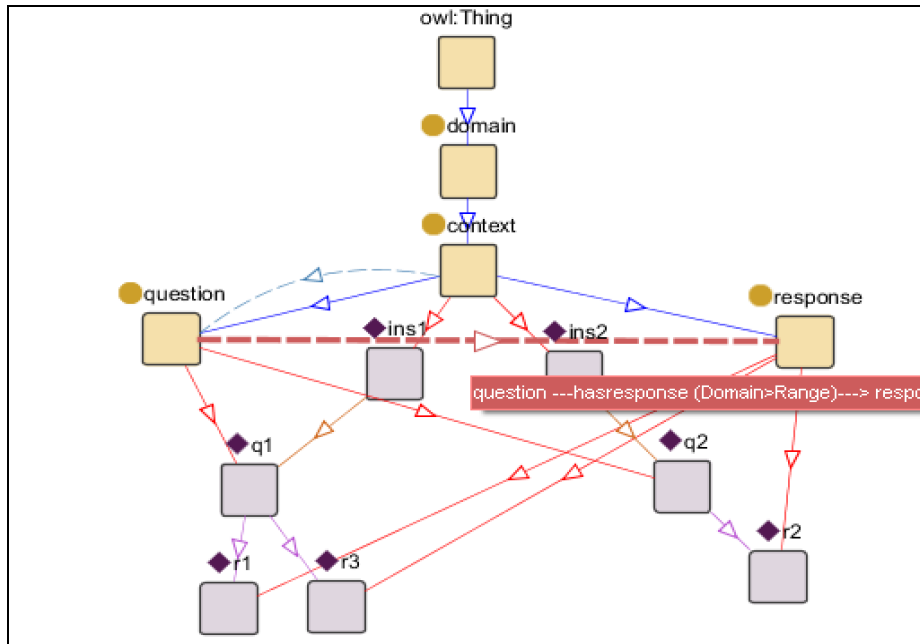 owl:Thing
domain
context
question
response
ins1
ins2
question ---hasresponse (Domain>Range)---> respo
q1
q2
r1
r3
r2